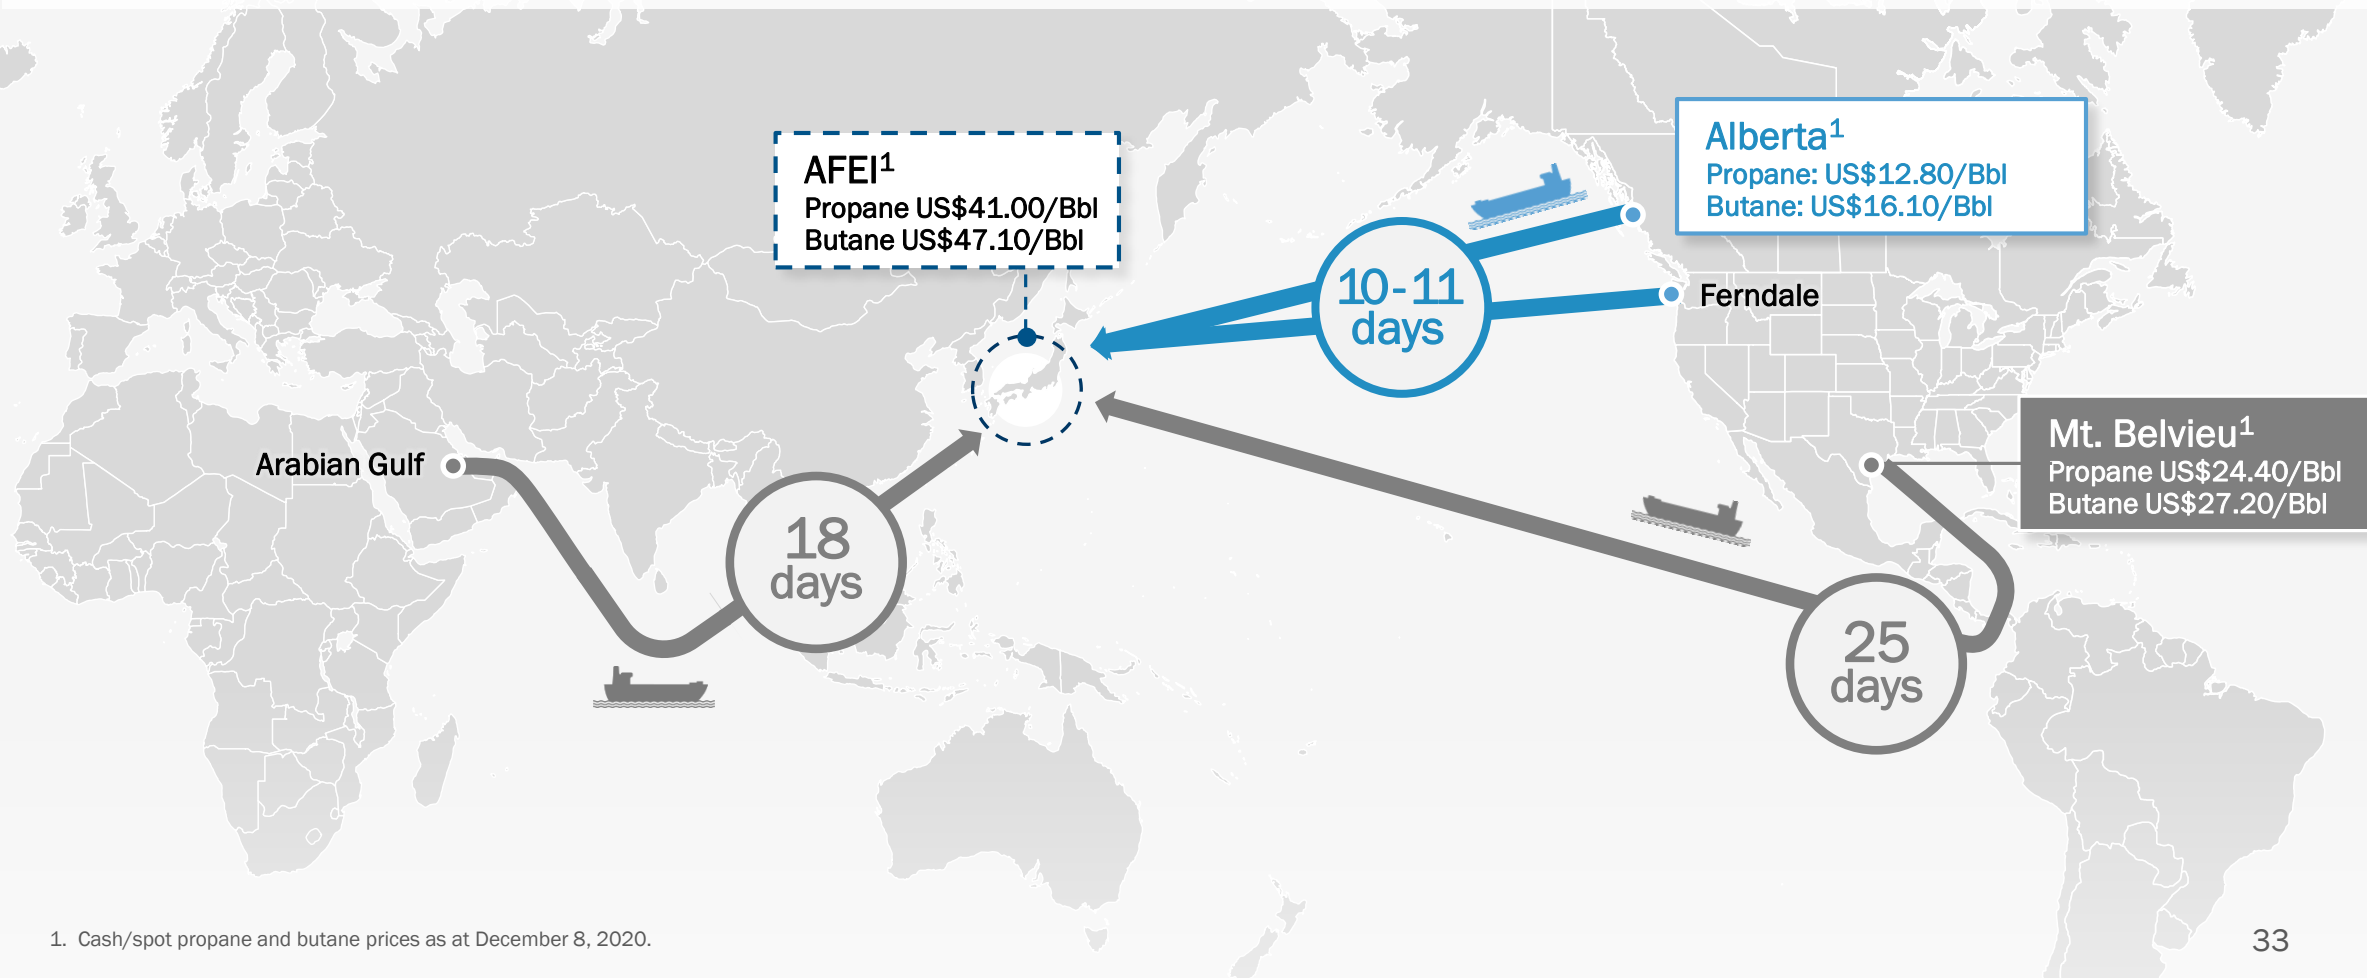 AFEI¹
Propane US$41.00/Bbl
Butane US$47.10/Bbl
Alberta¹
Propane: US$12.80/Bbl
Butane: US$16.10/Bbl
10-11
days
Ferndale
Arabian Gulf
18
days
Mt. Belvieu¹
Propane US$24.40/Bbl
Butane US$27.20/Bbl
25
days
1. Cash/spot propane and butane prices as at December 8, 2020.
33